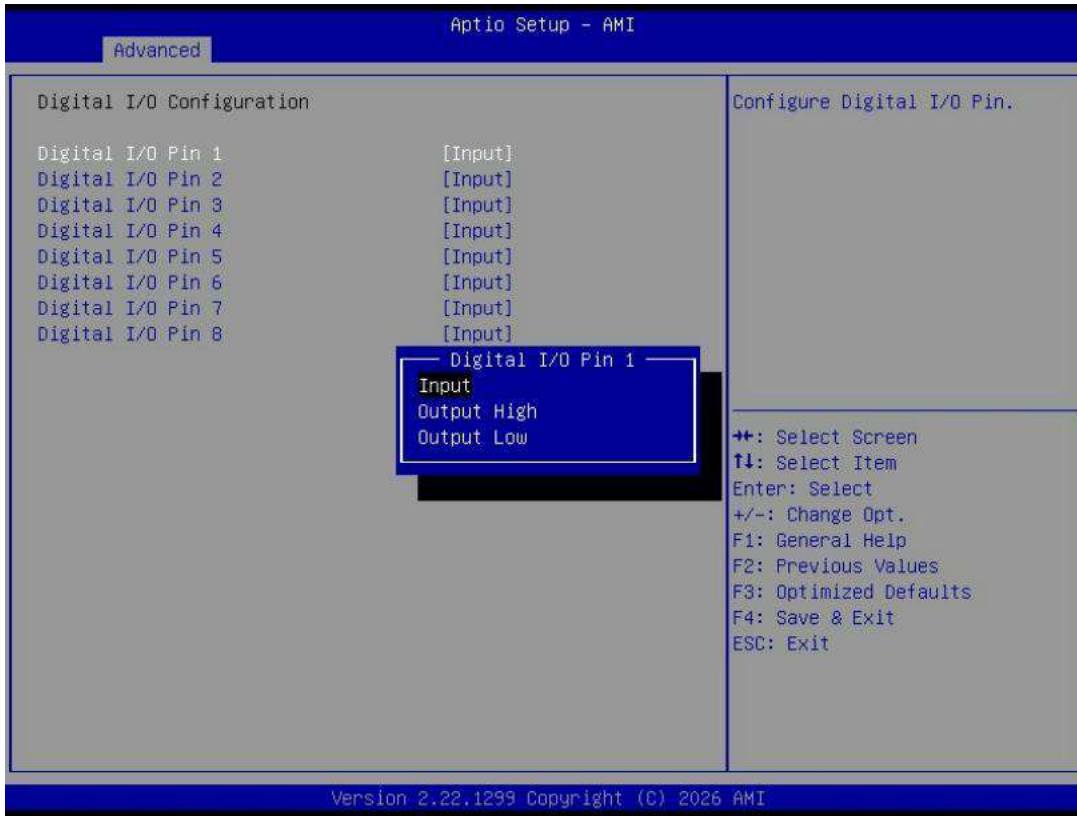 Aptio Setup - AMI
Advanced
Digital I/O Configuration
Digital I/O Pin 1 [Input]
Digital I/O Pin 2 [Input]
Digital I/O Pin 3 [Input]
Digital I/O Pin 4 [Input]
Digital I/O Pin 5 [Input]
Digital I/O Pin 6 [Input]
Digital I/O Pin 7 [Input]
Digital I/O Pin 8 [Input]
Digital I/O Pin 1
Input
Output High
Output Low
Configure Digital I/O Pin.
→←: Select Screen
↑↓: Select Item
Enter: Select
+/-: Change Opt.
F1: General Help
F2: Previous Values
F3: Optimized Defaults
F4: Save & Exit
ESC: Exit
Version 2.22.1299 Copyright (C) 2026 AMI